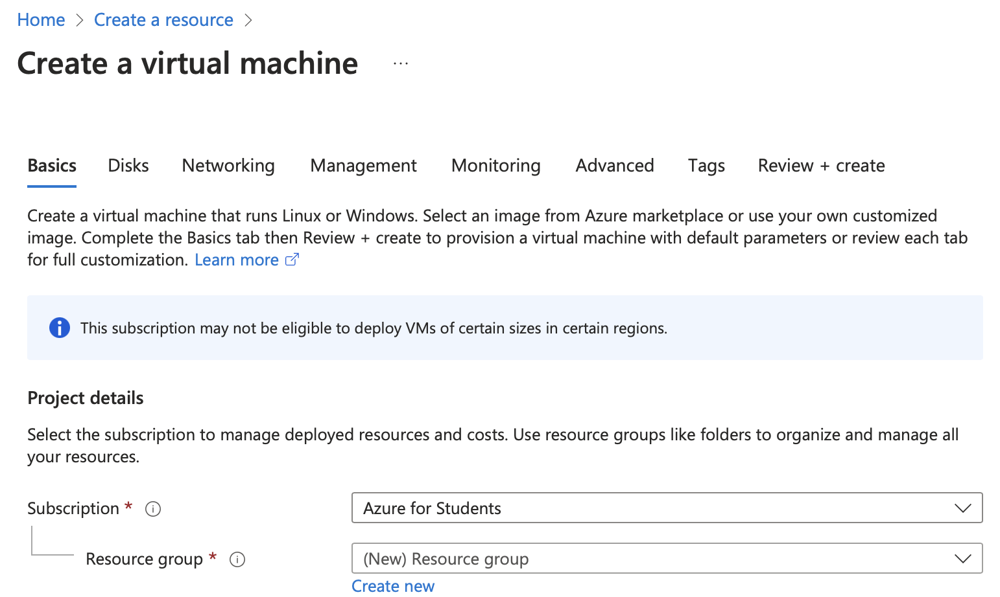 Home > Create a resource >
Create a virtual machine ...
Basics Disks Networking Management Monitoring Advanced Tags Review + create
Create a virtual machine that runs Linux or Windows. Select an image from Azure marketplace or use your own customized
image. Complete the Basics tab then Review + create to provision a virtual machine with default parameters or review each tab
for full customization. Learn more
This subscription may not be eligible to deploy VMs of certain sizes in certain regions.
Project details
Select the subscription to manage deployed resources and costs. Use resource groups like folders to organize and manage all
your resources.
Subscription * Azure for Students
Resource group * (New) Resource group
Create new